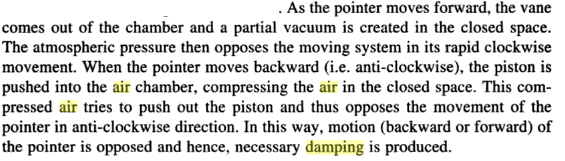 . As the pointer moves forward, the vane
comes out of the chamber and a partial vacuum is created in the closed space.
The atmospheric pressure then opposes the moving system in its rapid clockwise
movement. When the pointer moves backward (i.e. anti-clockwise), the piston is
pushed into the air chamber, compressing the air in the closed space. This com-
pressed air tries to push out the piston and thus opposes the movement of the
pointer in anti-clockwise direction. In this way, motion (backward or forward) of
the pointer is opposed and hence, necessary damping is produced.